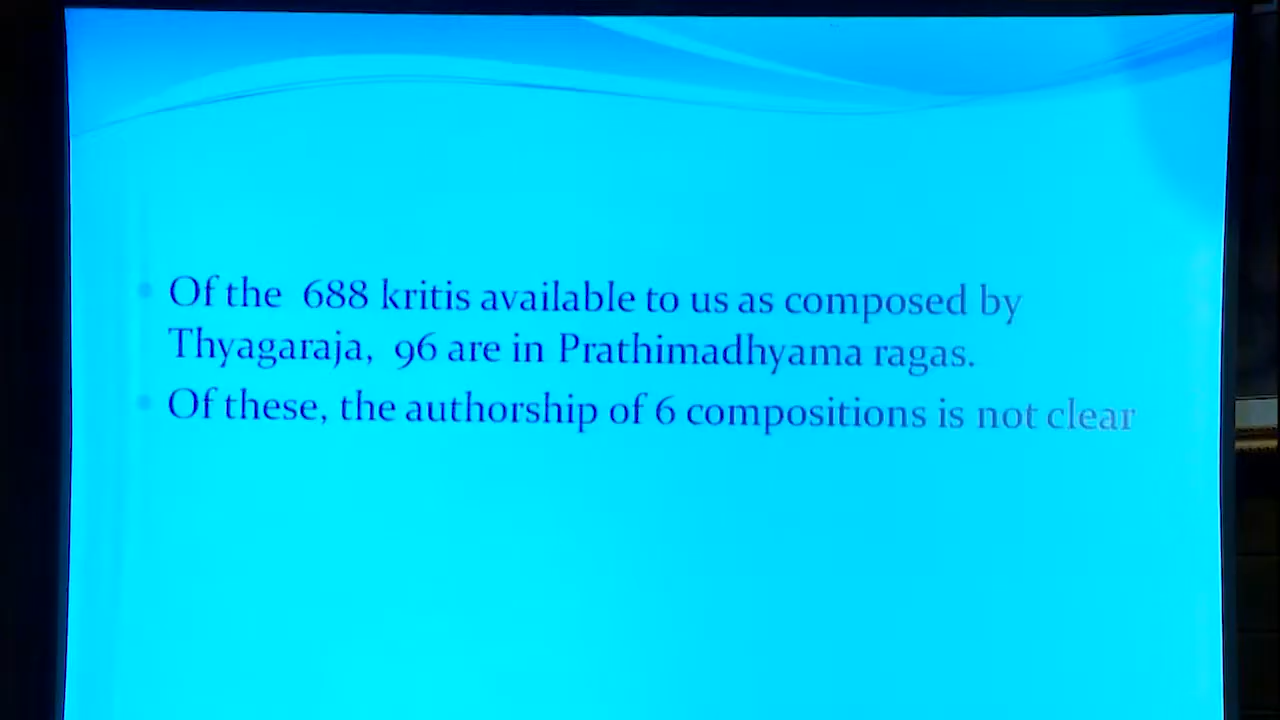 Of the 688 kritis available to us as composed by
Thyagaraja, 96 are in Prathimadhyama ragas.
Of these, the authorship of 6 compositions is not clear